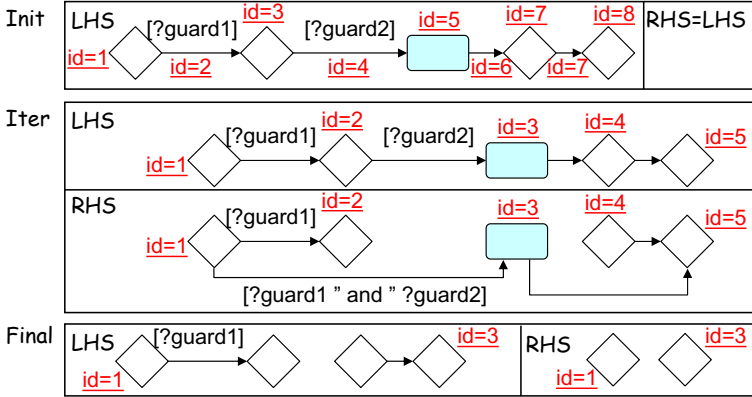 Init LHS [?guard1] id=3 [?guard2] id=5 id=7 id=8 RHS=LHS
id=1 id=2 id=4 id=6 id=7
Iter LHS
[?guard1] id=2 [?guard2] id=3 id=4 id=5
id=1
RHS
[?guard1] id=2 id=3 id=4 id=5
id=1
[?guard1 ” and ” ?guard2]
Final LHS [?guard1] id=3 RHS id=3
id=1 id=1